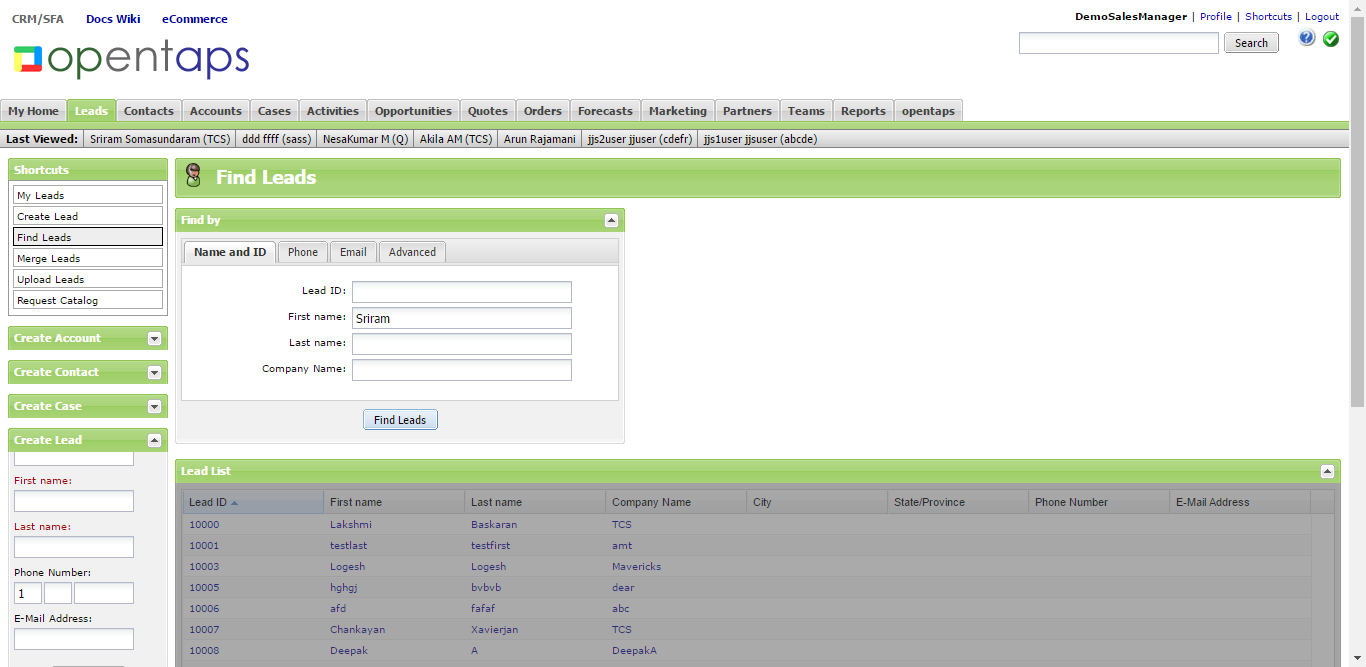 CRM/SFA Docs Wiki eCommerce
DemoSalesManager | Profile | Shortcuts | Logout
opentaps
Search
?
My Home Leads Contacts Accounts Cases Activities Opportunities Quotes Orders Forecasts Marketing Partners Teams Reports opentaps
Last Viewed: Sriram Somasundaram (TCS) ddd ffff (sass) NesaKumar M (Q) Akila AM (TCS) Arun Rajamani jjs2user jjuser (cdefr) jjs1user jjsuser (abcde)
Shortcuts
My Leads
Create Lead
Find Leads
Merge Leads
Upload Leads
Request Catalog
Create Account
Create Contact
Create Case
Create Lead
First name:
Last name:
Phone Number:
1
E-Mail Address:
Find Leads
Find by
Name and ID Phone Email Advanced
Lead ID:
First name: Sriram
Last name:
Company Name:
Find Leads
Lead List
Lead ID First name Last name Company Name City State/Province Phone Number E-Mail Address
10000 Lakshmi Baskaran TCS
10001 testlast testfirst amt
10003 Logesh Logesh Mavericks
10005 hghgj bvbvb dear
10006 afd fafaf abc
10007 Chankayan Xavierjan TCS
10008 Deepak A DeepakA